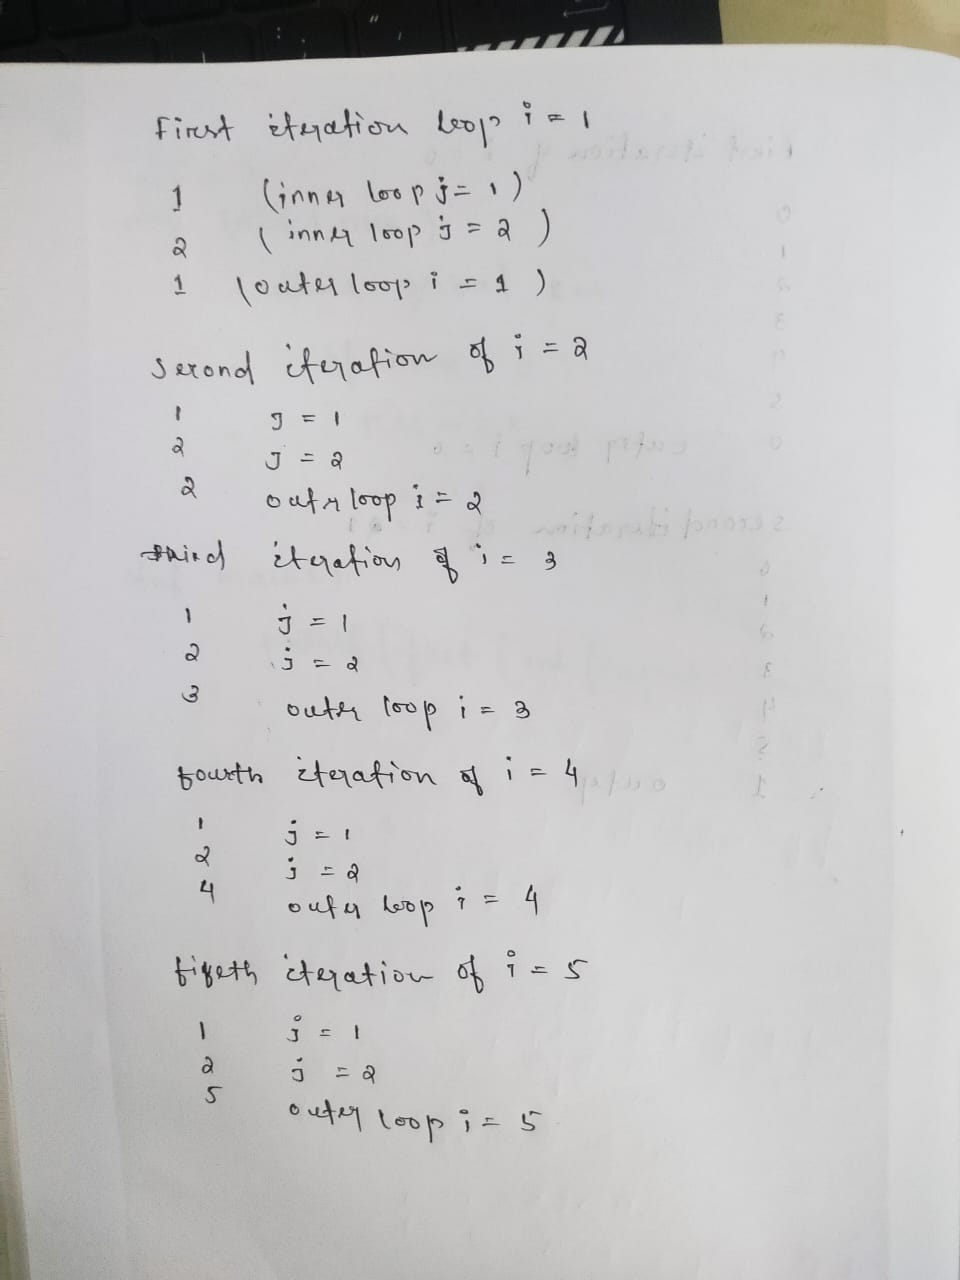 First iteration loop i = 1
1 (inner loop j = 1)
2 (inner loop j = 2)
1 (outer loop i = 1)
Second iteration of i = 2
1 J = 1
2 J = 2
2 outer loop i = 2
third iteration of i = 3
1 j = 1
2 j = 2
3 outer loop i = 3
fourth iteration of i = 4
1 j = 1
2 j = 2
4 outer loop i = 4
fifeth iteration of i = 5
1 j = 1
2 j = 2
5 outer loop i = 5